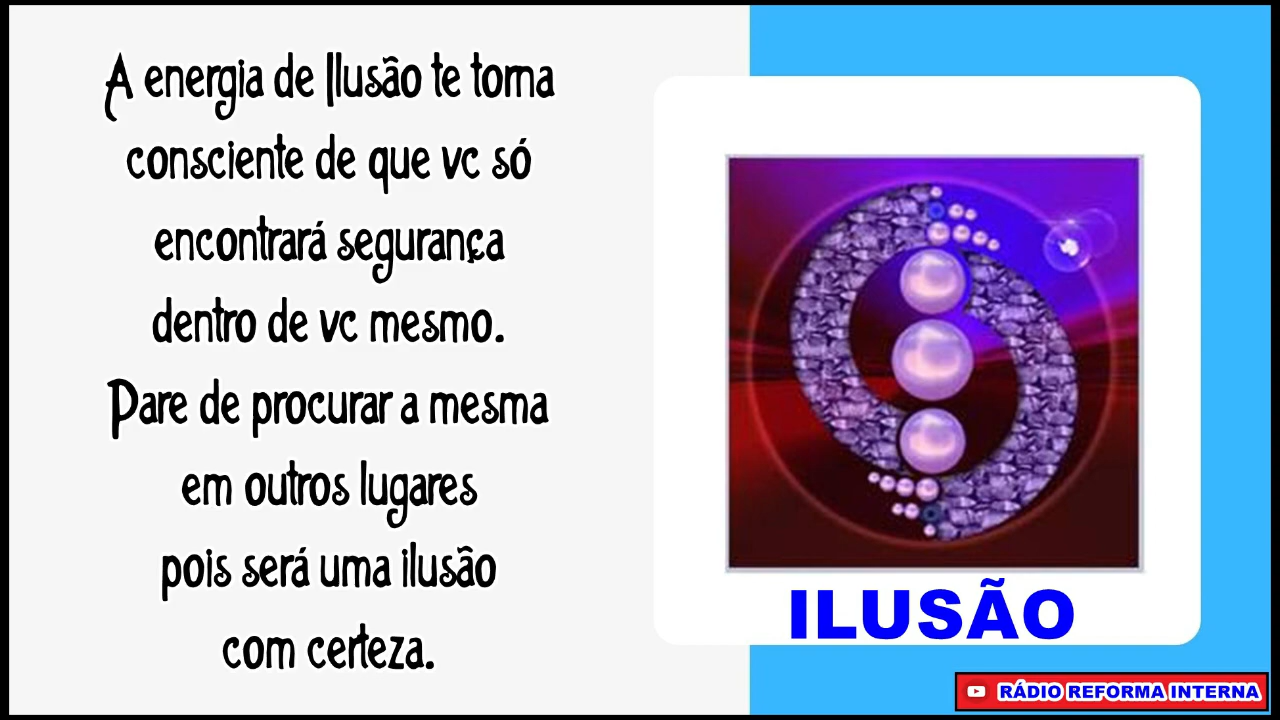 A energia de Ilusão te torna
consciente de que vc só
encontrará segurança
dentro de vc mesmo.
Pare de procurar a mesma
em outros lugares
pois será uma ilusão
com certeza.
ILUSÃO
RÁDIO REFORMA INTERNA